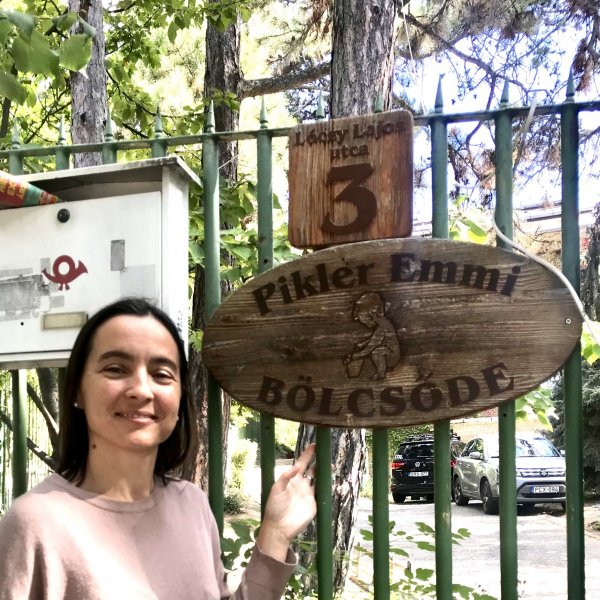 Lóczy Lajos
utca
3
Pikler Emmi
BÖLCSŐDE